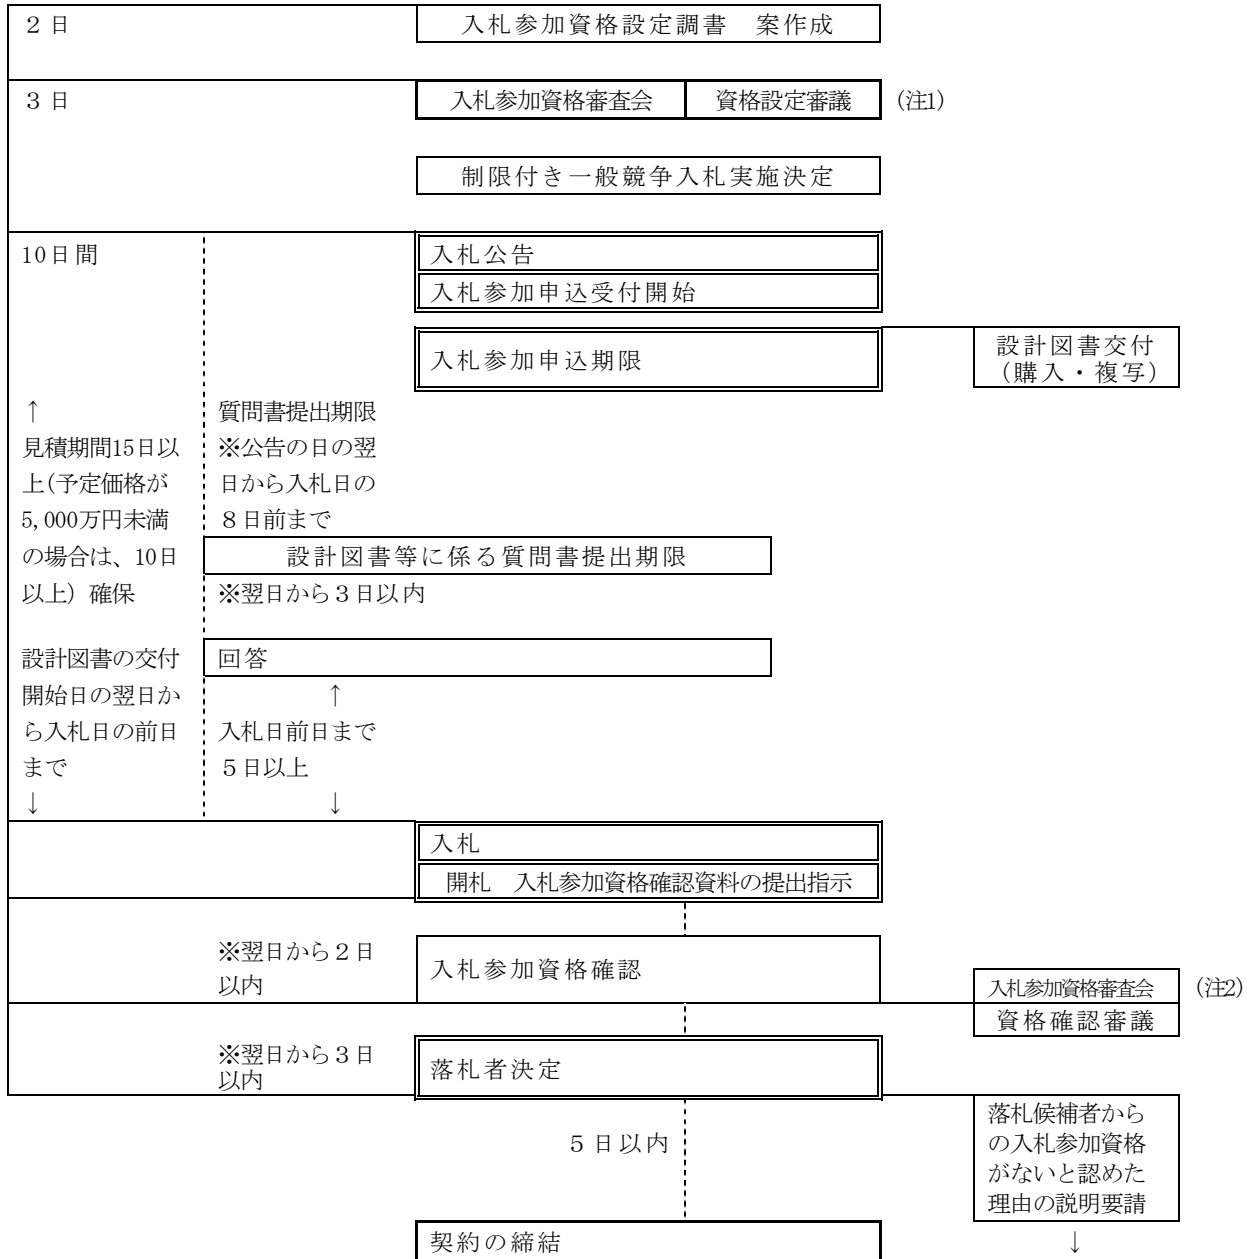 ２日
入札参加資格設定調書　案作成
３日
入札参加資格審査会
資格設定審議
（注1）
制限付き一般競争入札実施決定
10日間
入札公告
入札参加申込受付開始
入札参加申込期限
設計図書交付
（購入・複写）
↑
見積期間15日以
上（予定価格が
5,000万円未満
の場合は、10日
以上）確保
質問書提出期限
※公告の日の翌
日から入札日の
８日前まで
設計図書等に係る質問書提出期限
※翌日から３日以内
設計図書の交付
開始日の翌日か
ら入札日の前日
まで
↓
回答
↑
入札日前日まで
５日以上
↓
入札
開札　入札参加資格確認資料の提出指示
※翌日から２日
以内
入札参加資格確認
入札参加資格審査会
（注2）
資格確認審議
※翌日から３日
以内
落札者決定
落札候補者から
の入札参加資格
がないと認めた
理由の説明要請
５日以内
契約の締結
↓